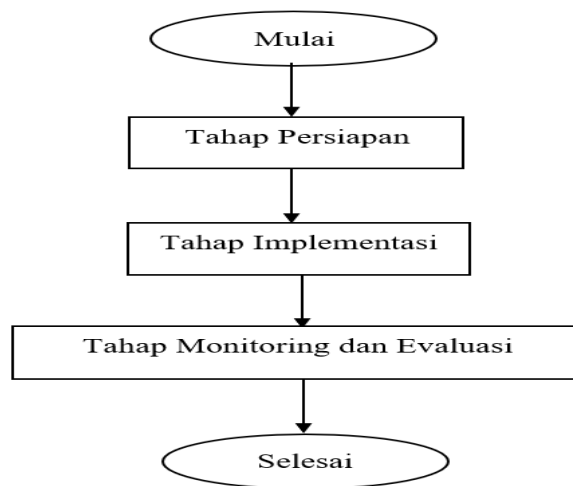 Mulai
Tahap Persiapan
Tahap Implementasi
Tahap Monitoring dan Evaluasi
Selesai